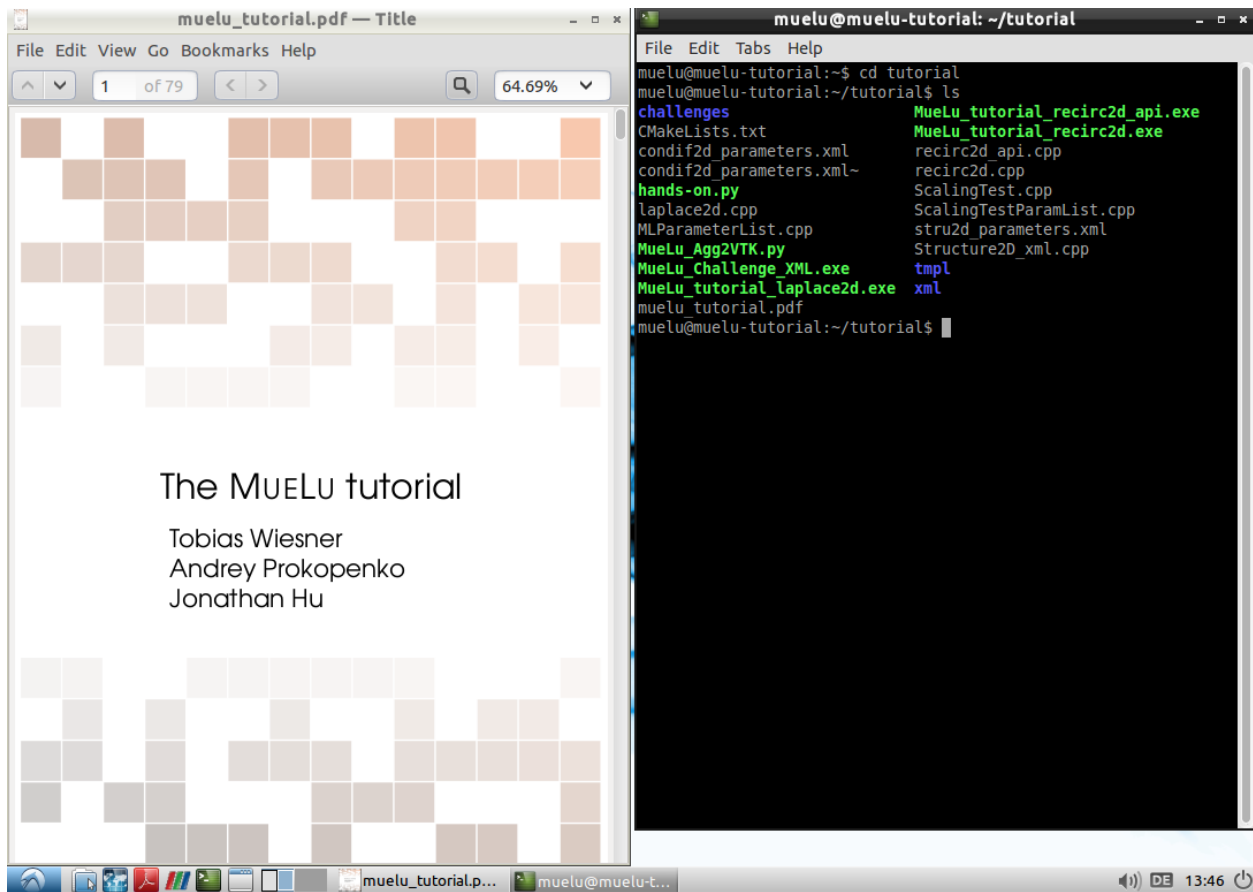 muelu_tutorial.pdf — Title
File Edit View Go Bookmarks Help
1 of 79 64.69%
The MUELU tutorial
Tobias Wiesner
Andrey Prokopenko
Jonathan Hu
muelu@muelu-tutorial: ~/tutorial
File Edit Tabs Help
muelu@muelu-tutorial:~$ cd tutorial
muelu@muelu-tutorial:~/tutorial$ ls
challenges MueLu_tutorial_recirc2d_api.exe
CMakeLists.txt MueLu_tutorial_recirc2d.exe
condif2d_parameters.xml recirc2d_api.cpp
condif2d_parameters.xml~ recirc2d.cpp
hands-on.py ScalingTest.cpp
laplace2d.cpp ScalingTestParamList.cpp
MLParameterList.cpp stru2d_parameters.xml
MueLu_Agg2VTK.py Structure2D_xml.cpp
MueLu_Challenge_XML.exe tmpl
MueLu_tutorial_laplace2d.exe xml
muelu_tutorial.pdf
muelu@muelu-tutorial:~/tutorial$
muelu_tutorial.p... muelu@muelu-t... DE 13:46